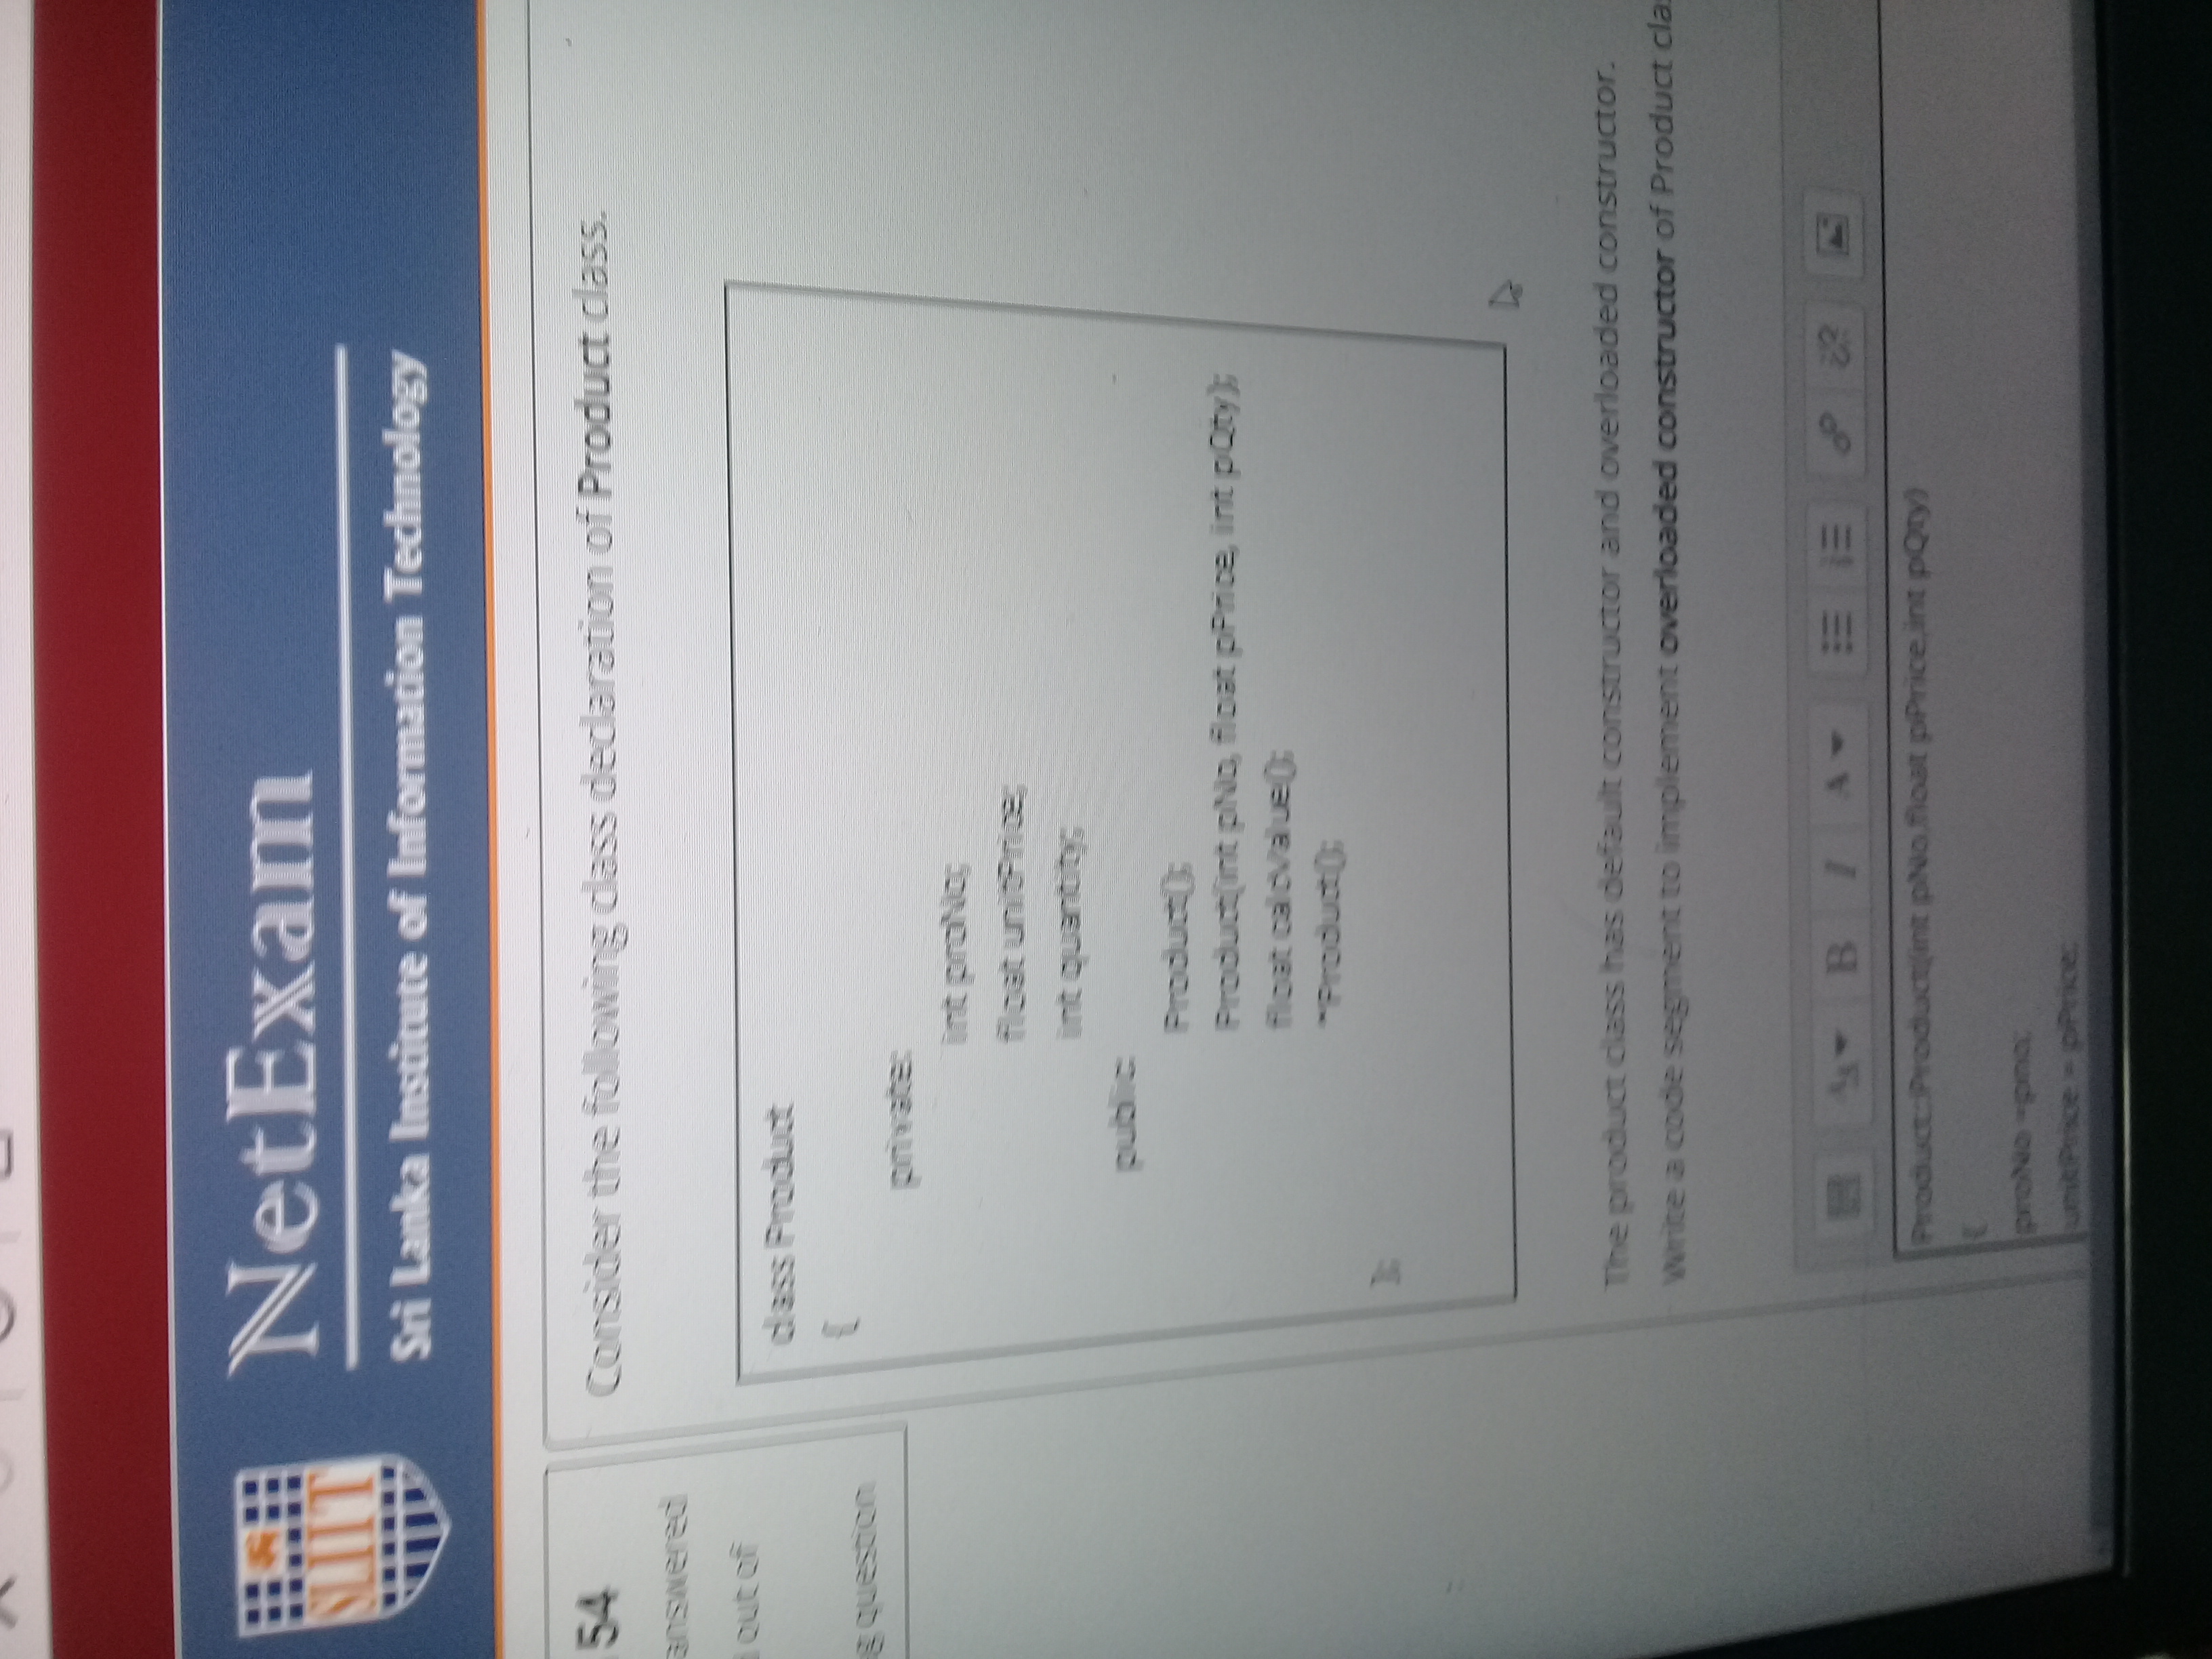 SLIIT
NetExam
Sri Lanka Institute of Information Technology
54
answered
out of
question
Consider the following class declaration of Product class.
class Product
{
private:
int proNo;
float unitPrice;
int quantity;
public:
Product();
Product(int pNo, float pPrice, int pQty);
float calcValue();
~Product();
};
The product class has default constructor and overloaded constructor.
Write a code segment to implement overloaded constructor of Product cla
B I A
Product::Product(int pNo,float pPrice,int pQty)
{
proNo =pno;
unitPrice = pPrice;